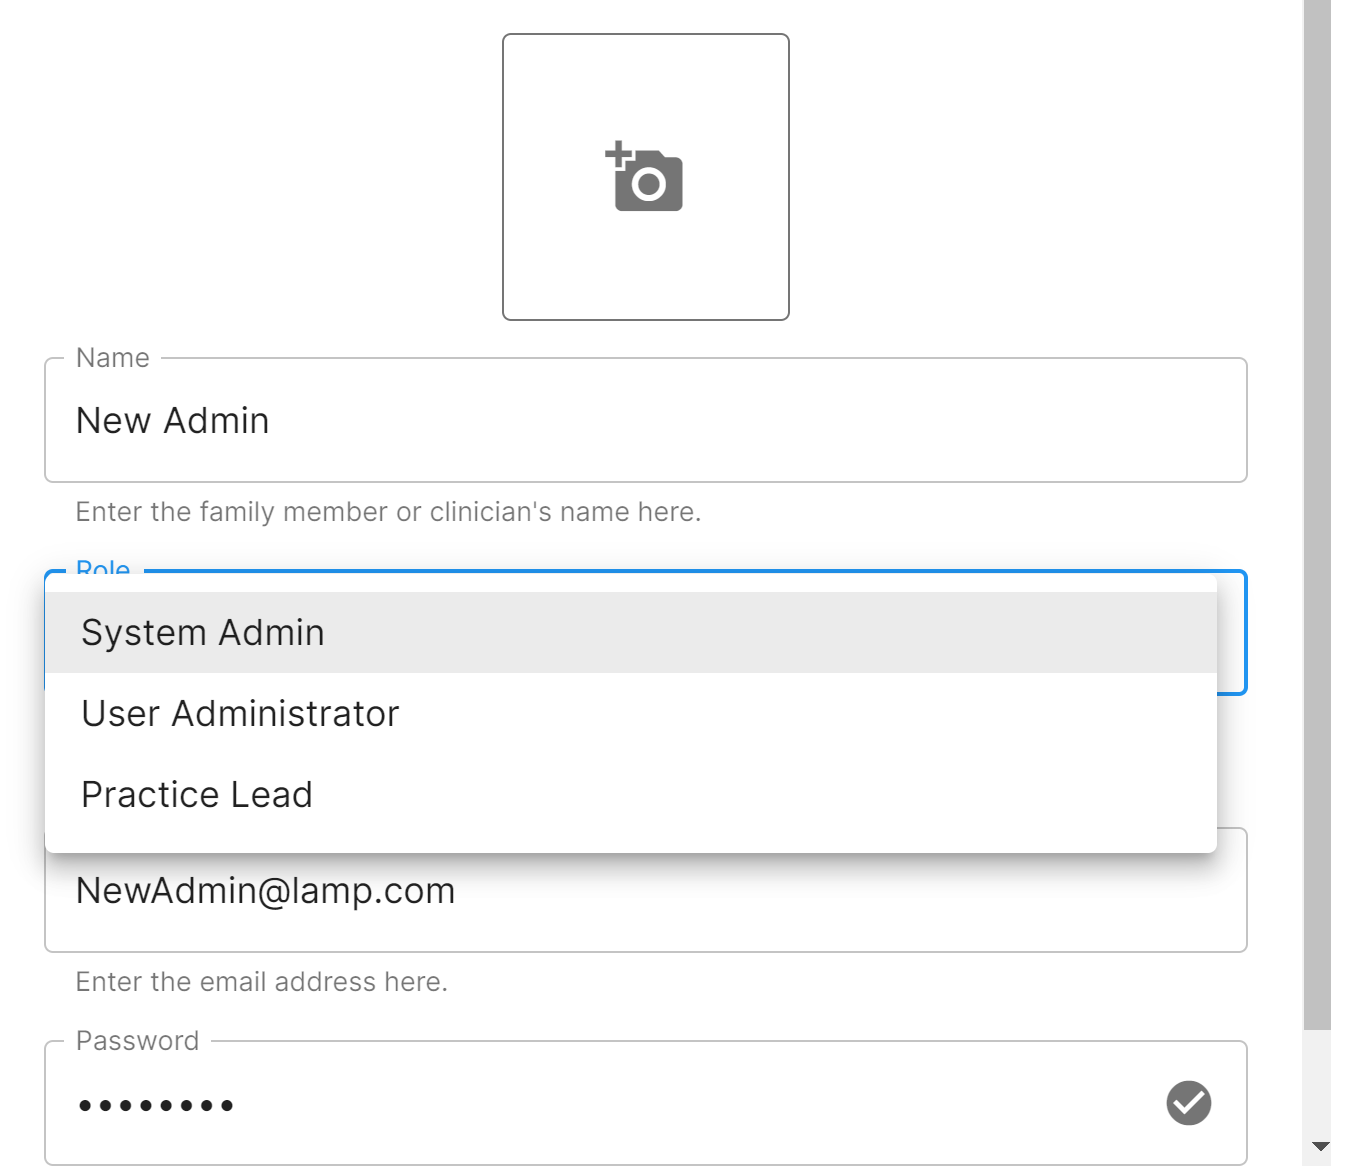 Name
New Admin
Enter the family member or clinician's name here.
Role
System Admin
User Administrator
Practice Lead
NewAdmin@lamp.com
Enter the email address here.
Password
••••••••